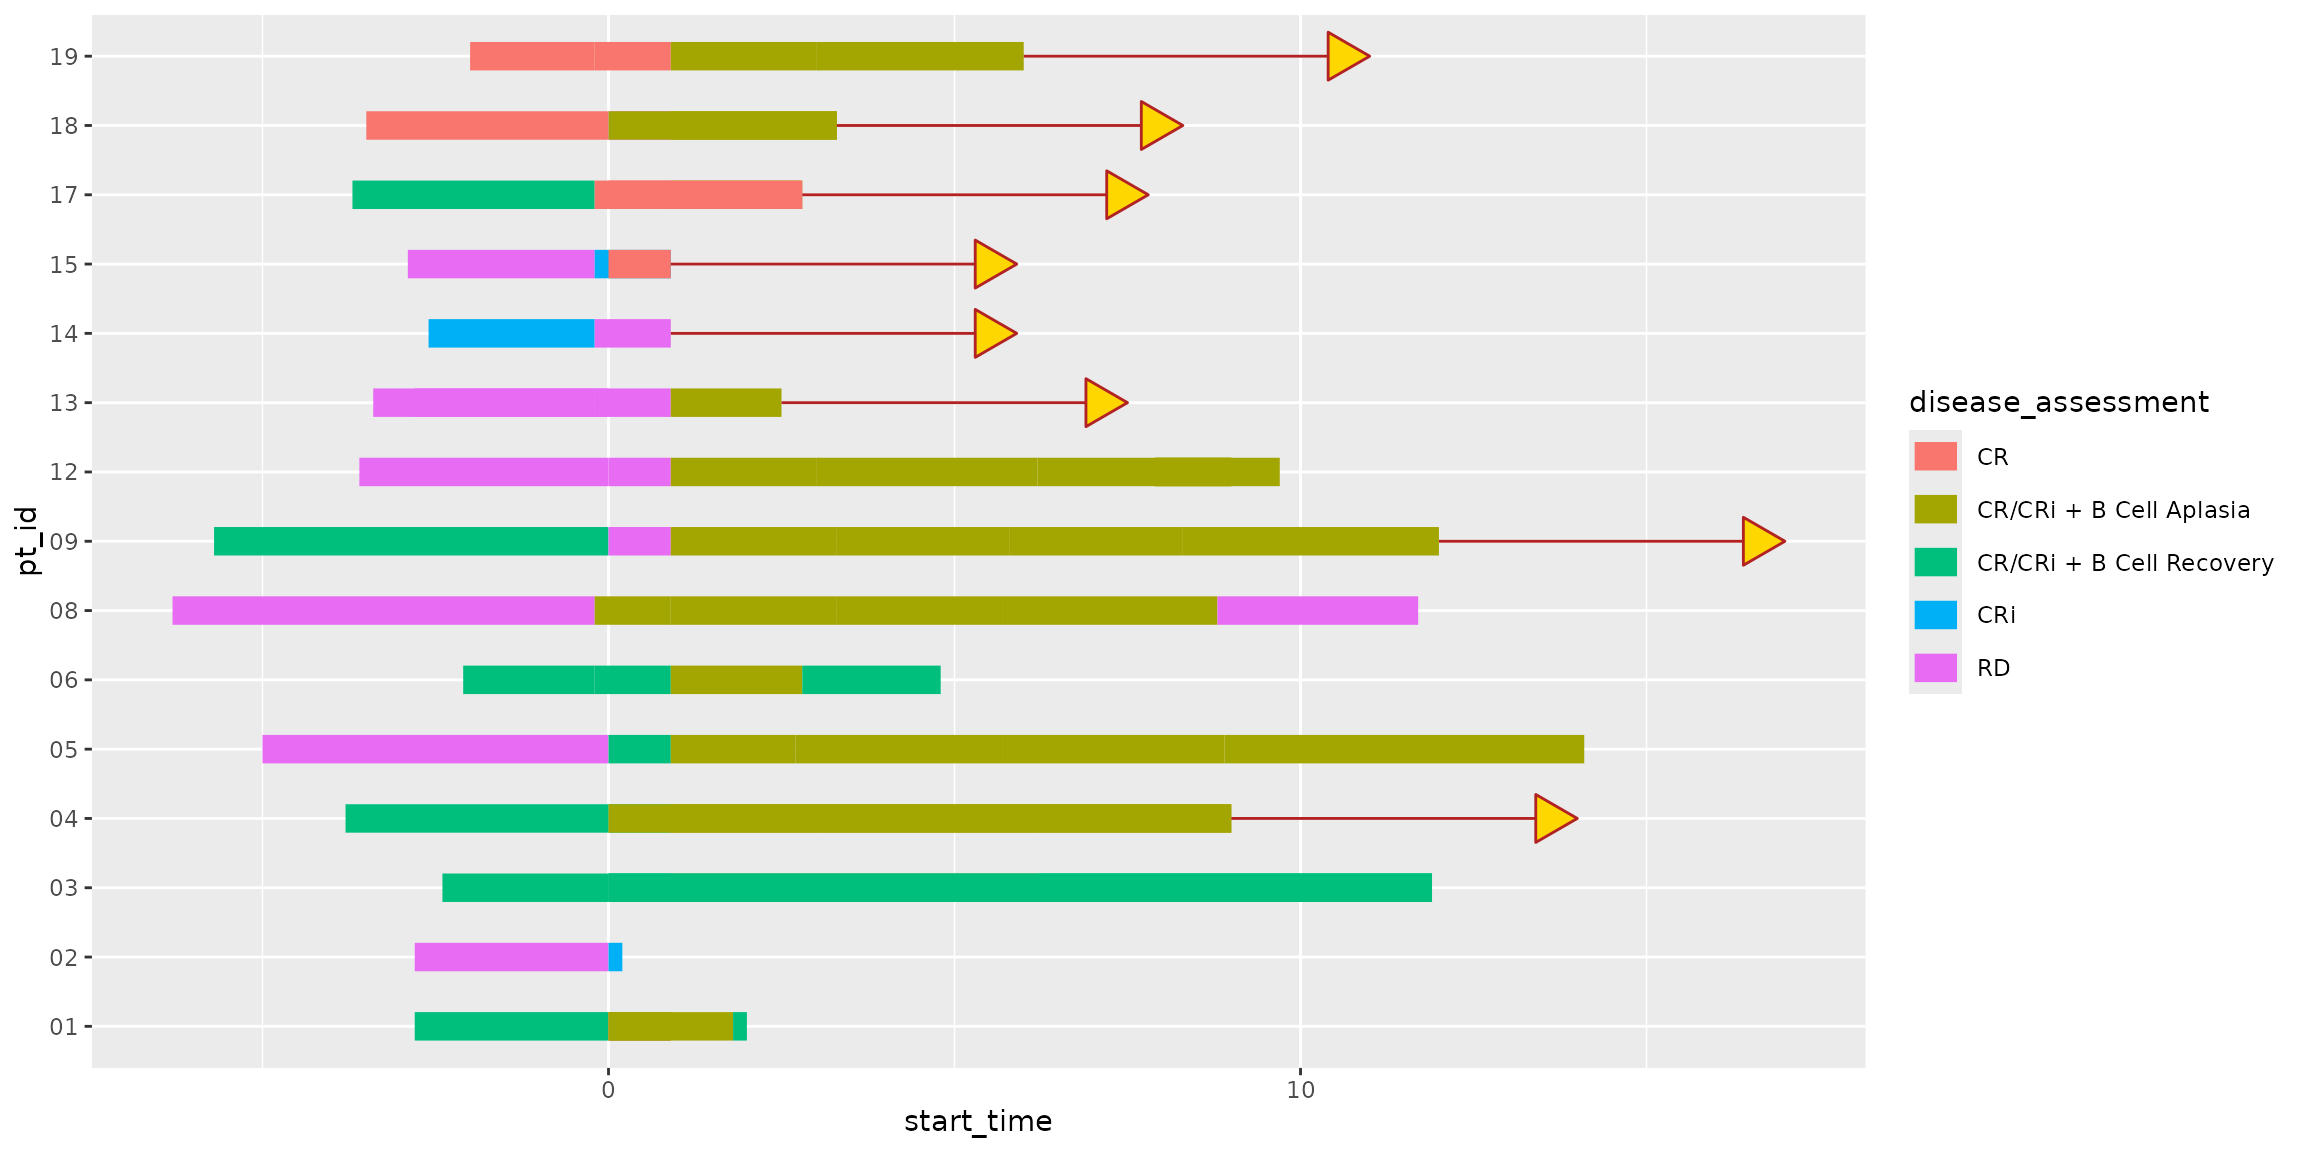 19
18
17
15
14
13
12
09
08
06
05
04
03
02
01
pt_id
0
10
start_time
disease_assessment
CR
CR/CRi + B Cell Aplasia
CR/CRi + B Cell Recovery
CRi
RD